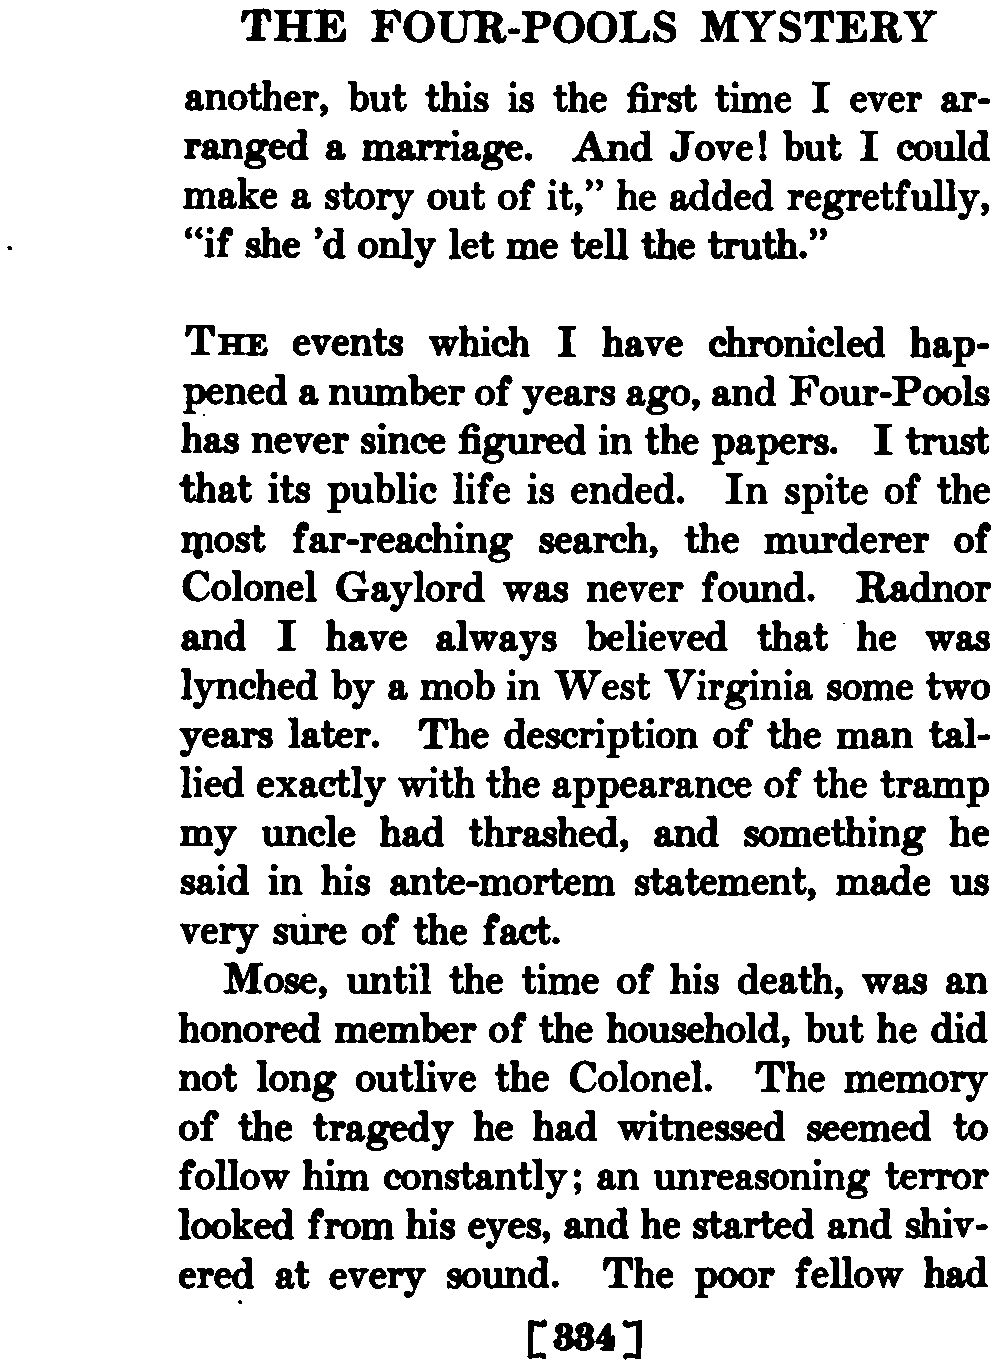 THE FOUR-POOLS MYSTERY
another, but this is the first time I ever ar-
ranged a marriage. And Jove! but I could
make a story out of it,” he added regretfully,
“if she ’d only let me tell the truth.”
THE events which I have chronicled hap-
pened a number of years ago, and Four-Pools
has never since figured in the papers. I trust
that its public life is ended. In spite of the
most far-reaching search, the murderer of
Colonel Gaylord was never found. Radnor
and I have always believed that he was
lynched by a mob in West Virginia some two
years later. The description of the man tal-
lied exactly with the appearance of the tramp
my uncle had thrashed, and something he
said in his ante-mortem statement, made us
very sure of the fact.
Mose, until the time of his death, was an
honored member of the household, but he did
not long outlive the Colonel. The memory
of the tragedy he had witnessed seemed to
follow him constantly; an unreasoning terror
looked from his eyes, and he started and shiv-
ered at every sound. The poor fellow had
[334]